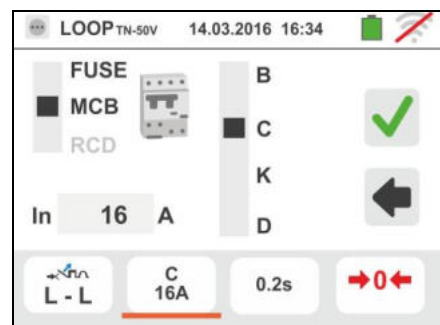 LOOP TN-50V 14.03.2016 16:34
FUSE
MCB
RCD
B
C
K
D
In 16 A
L - L
C
16A
0.2s
→0←